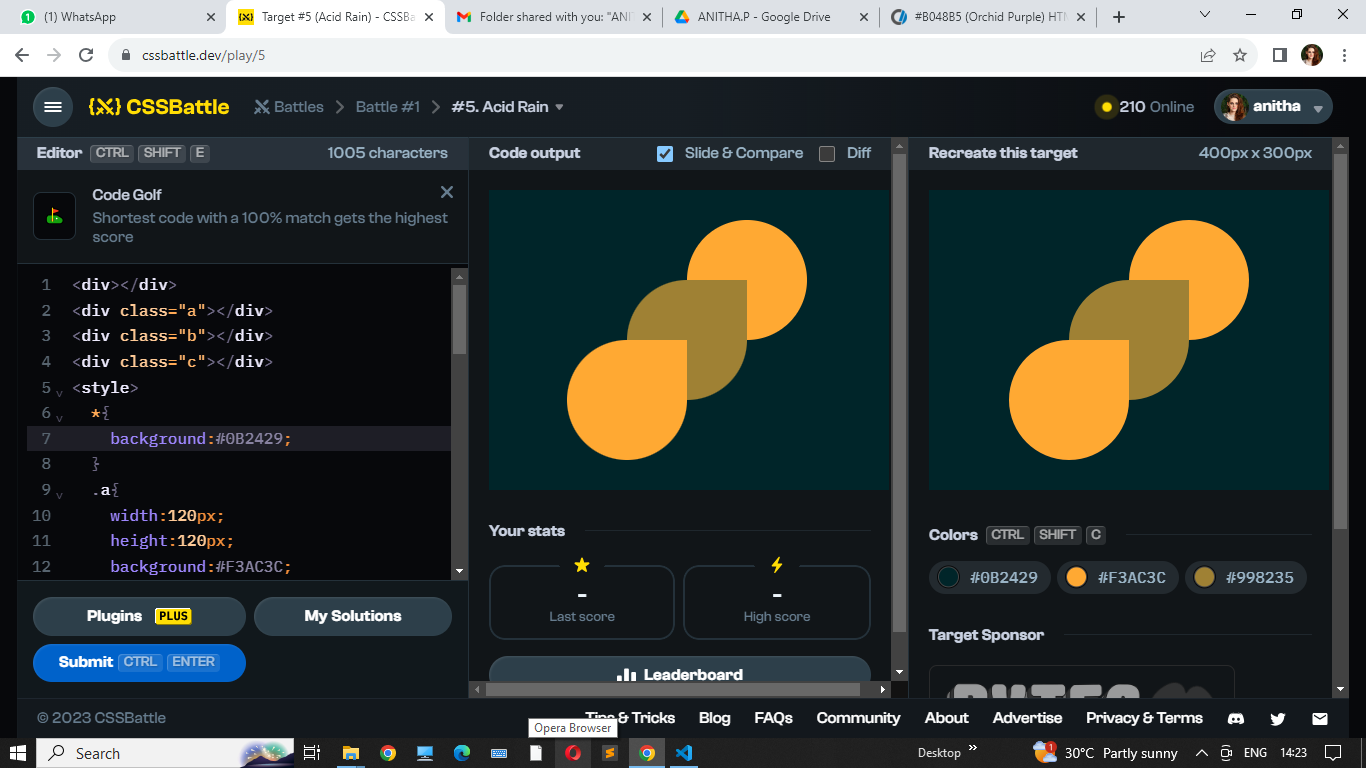 (1) WhatsApp
Target #5 (Acid Rain) - CSSBa
Folder shared with you: "ANI
ANITHA.P - Google Drive
#B048B5 (Orchid Purple) HTM
cssbattle.dev/play/5
CSSBattle
Battles
Battle #1
#5. Acid Rain
210 Online
anitha
Editor CTRL SHIFT E
1005 characters
Code output
Slide & Compare
Diff
Recreate this target
400px x 300px
Code Golf
Shortest code with a 100% match gets the highest
score
1 <div></div>
2 <div class="a"></div>
3 <div class="b"></div>
4 <div class="c"></div>
5 <style>
6 *{
7 background:#0B2429;
8 }
9 .a{
10 width:120px;
11 height:120px;
12 background:#F3AC3C;
Plugins PLUS
My Solutions
Submit CTRL ENTER
Your stats
-
Last score
-
High score
Leaderboard
Colors CTRL SHIFT C
#0B2429
#F3AC3C
#998235
Target Sponsor
© 2023 CSSBattle
Tips & Tricks
Blog
FAQs
Community
About
Advertise
Privacy & Terms
Opera Browser
Search
Desktop
30°C Partly sunny
ENG
14:23